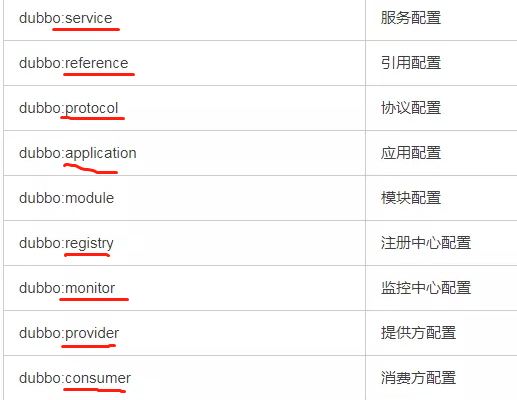 dubbo:service 服务配置
dubbo:reference 引用配置
dubbo:protocol 协议配置
dubbo:application 应用配置
dubbo:module 模块配置
dubbo:registry 注册中心配置
dubbo:monitor 监控中心配置
dubbo:provider 提供方配置
dubbo:consumer 消费方配置